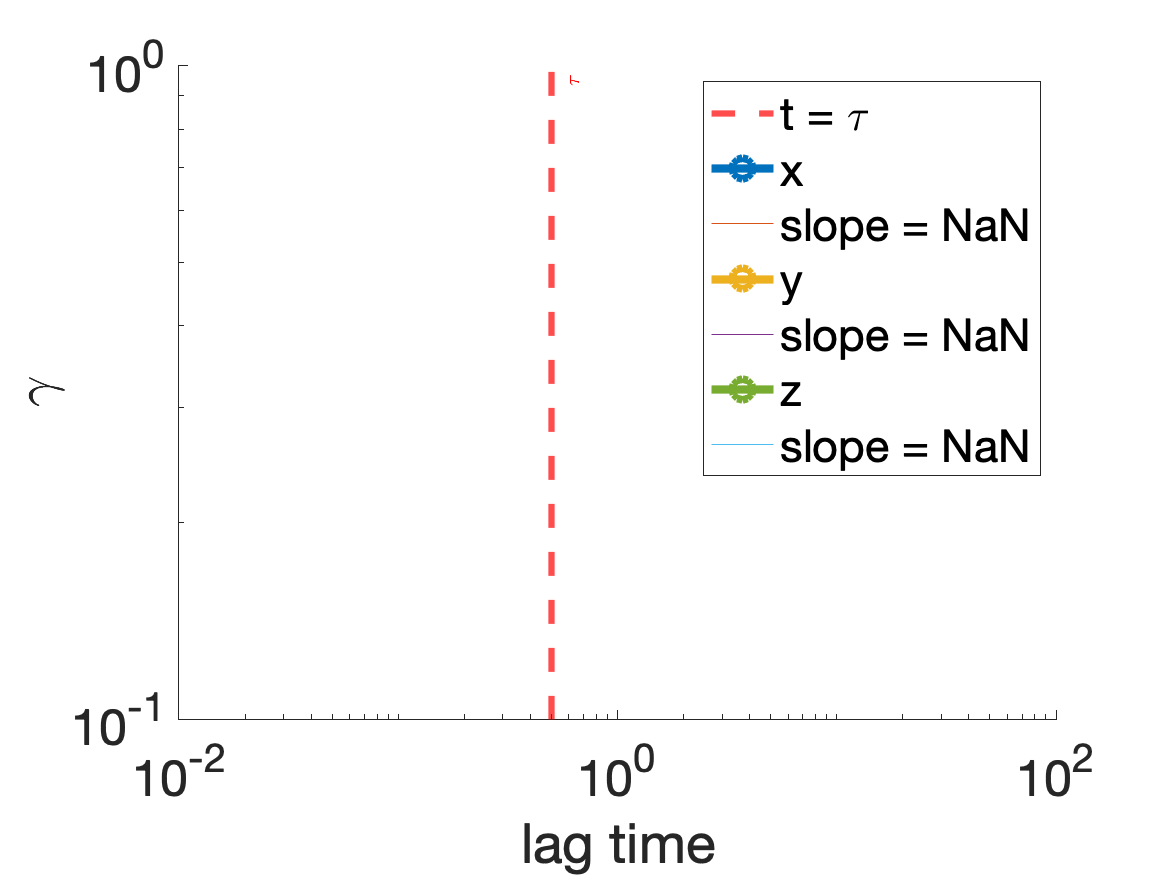 10^0
τ
t = τ
x
slope = NaN
y
slope = NaN
z
slope = NaN
γ
10^-1
10^-2
10^0
10^2
lag time